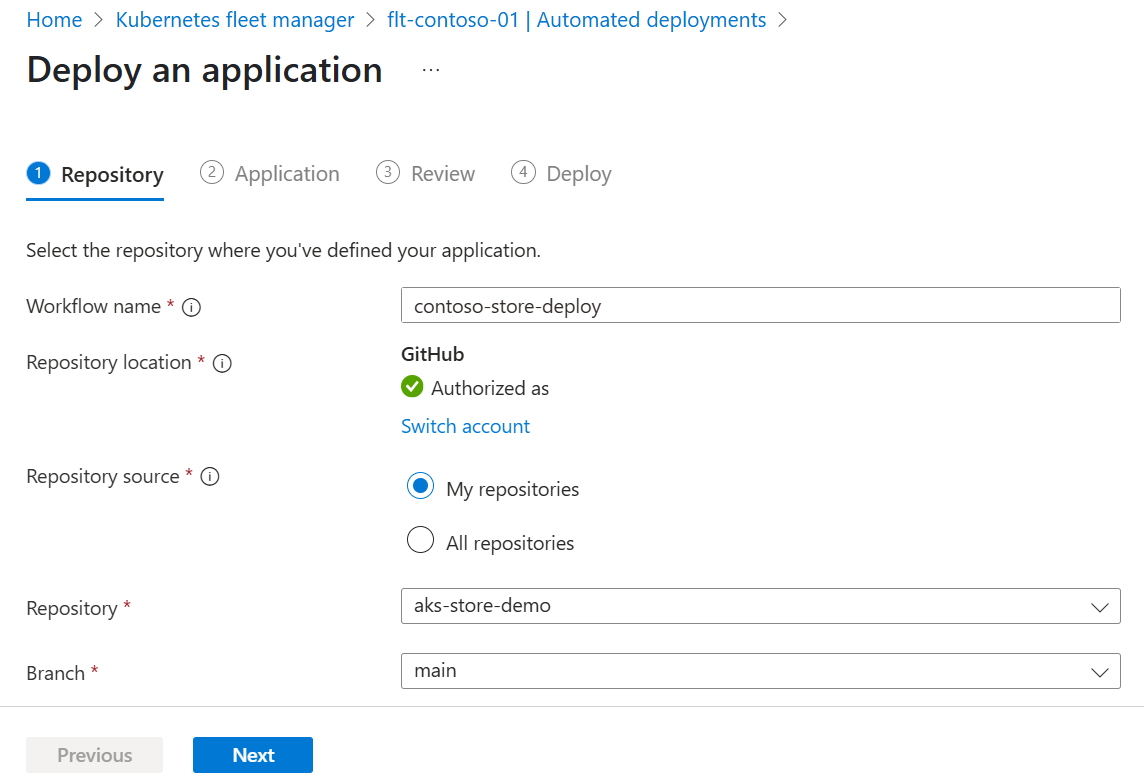 Home > Kubernetes fleet manager > flt-contoso-01 | Automated deployments >
Deploy an application ...
1 Repository 2 Application 3 Review 4 Deploy
Select the repository where you've defined your application.
Workflow name * contoso-store-deploy
Repository location * GitHub
Authorized as
Switch account
Repository source * My repositories
All repositories
Repository * aks-store-demo
Branch * main
Previous Next